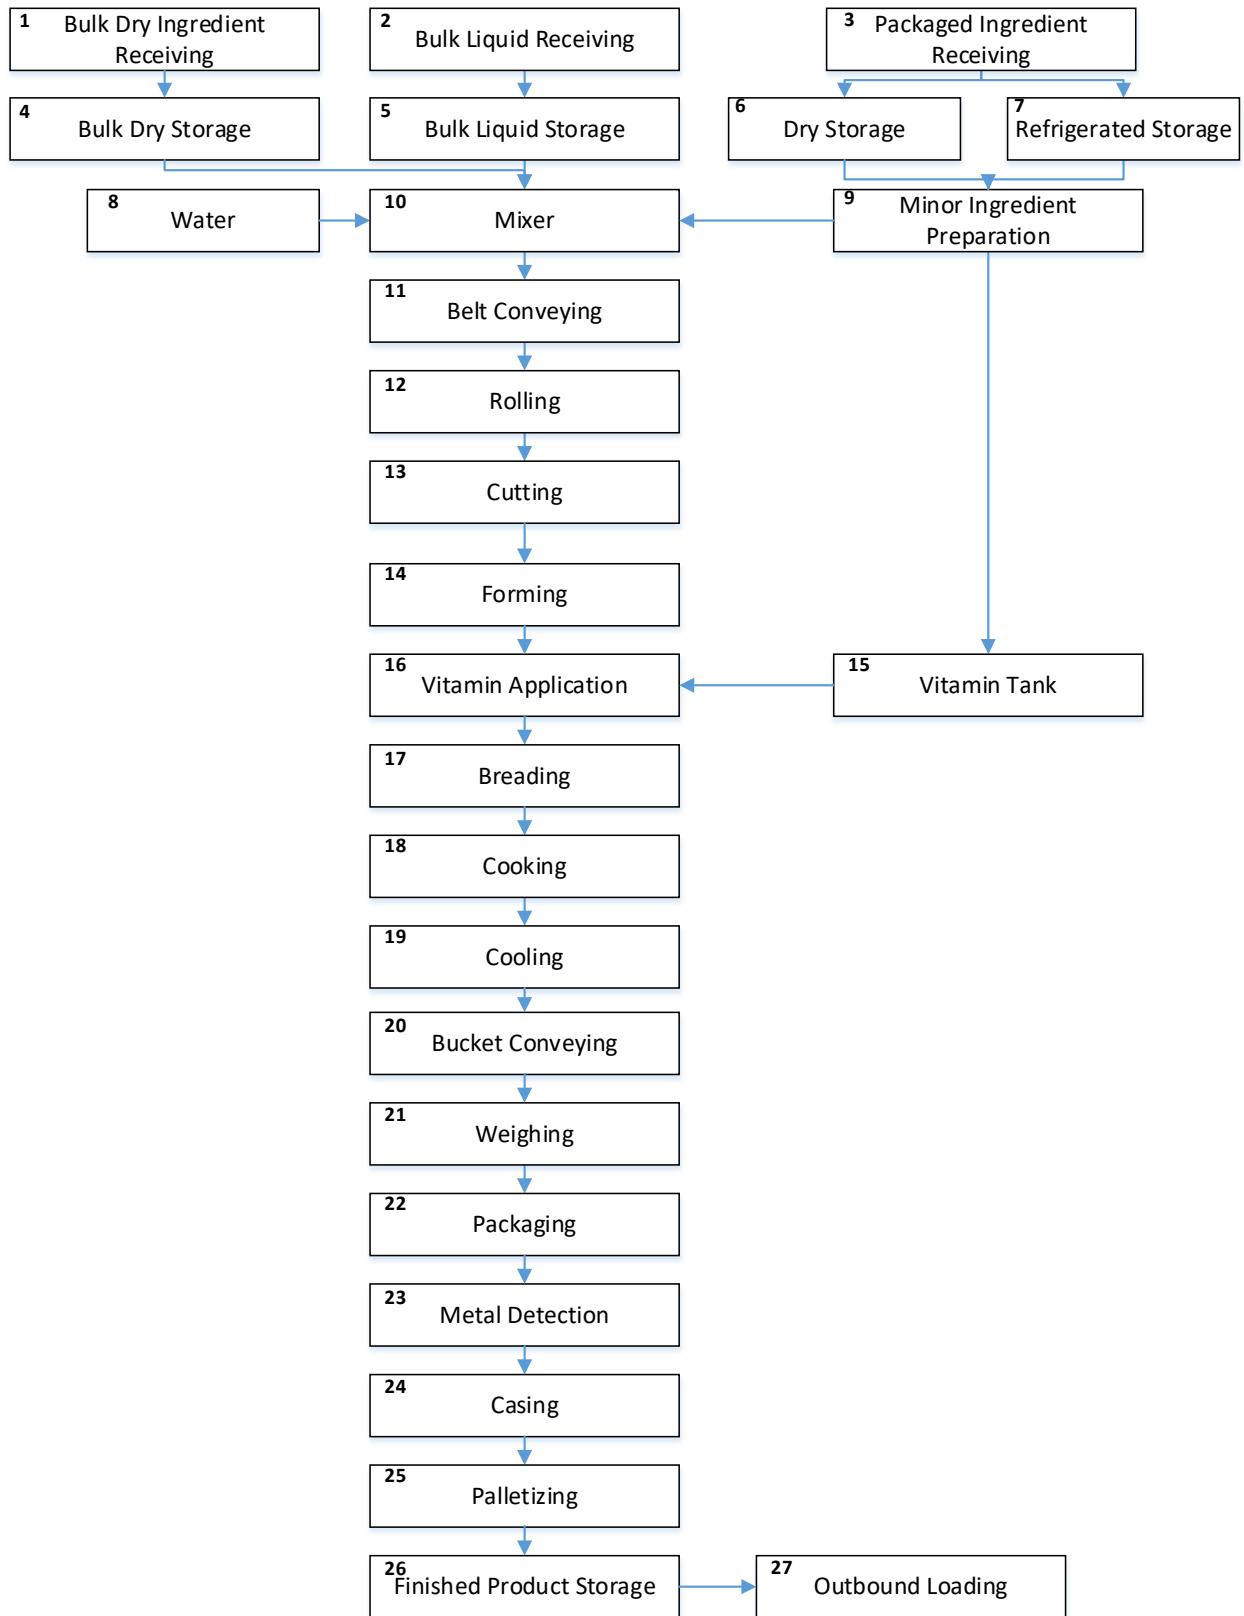 1
Bulk Dry Ingredient
Receiving
2
Bulk Liquid Receiving
3
Packaged Ingredient
Receiving
4
Bulk Dry Storage
5
Bulk Liquid Storage
6
Dry Storage
7
Refrigerated Storage
8
Water
10
Mixer
9
Minor Ingredient
Preparation
11
Belt Conveying
12
Rolling
13
Cutting
14
Forming
16
Vitamin Application
15
Vitamin Tank
17
Breading
18
Cooking
19
Cooling
20
Bucket Conveying
21
Weighing
22
Packaging
23
Metal Detection
24
Casing
25
Palletizing
26
Finished Product Storage
27
Outbound Loading